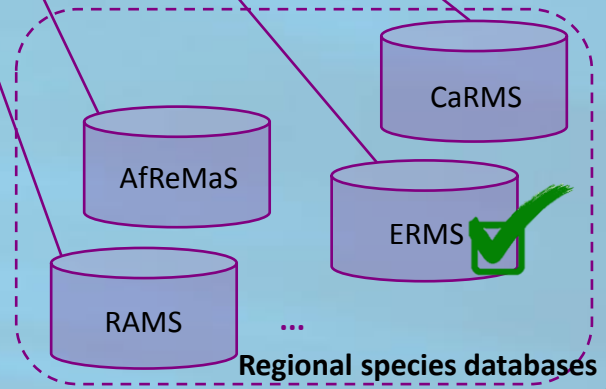 CaRMS
AfReMaS
ERMS
RAMS
...
Regional species databases